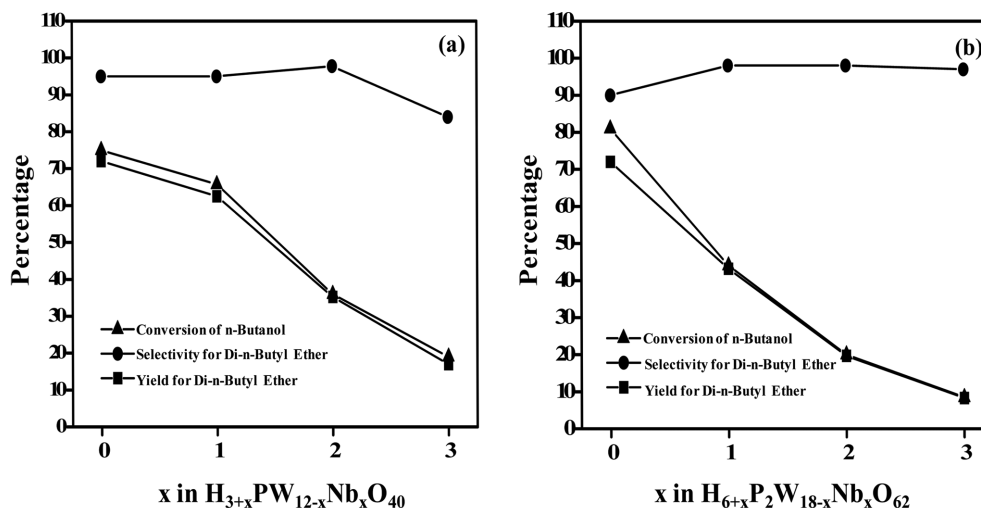 110
100
90
80
70
60
50
40
30
20
10
0
Percentage
(a)
Conversion of n-Butanol
Selectivity for Di-n-Butyl Ether
Yield for Di-n-Butyl Ether
0 1 2 3
x in H₃₊ₓPW₁₂₋ₓNbₓO₄₀
110
100
90
80
70
60
50
40
30
20
10
0
Percentage
(b)
Conversion of n-Butanol
Selectivity for Di-n-Butyl Ether
Yield for Di-n-Butyl Ether
0 1 2 3
x in H₆₊ₓP₂W₁₈₋ₓNbₓO₆₂